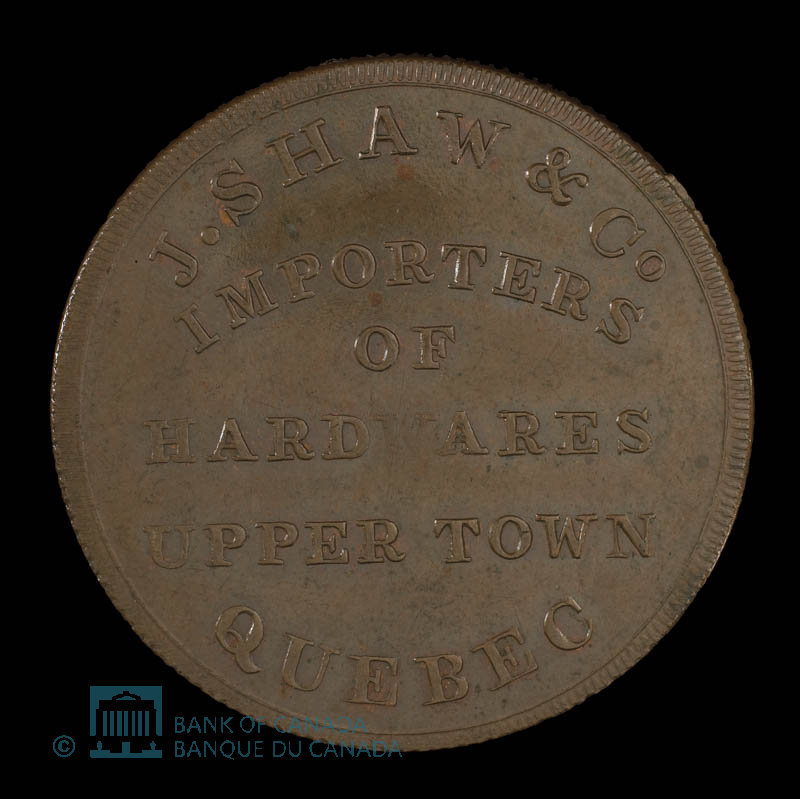 J. SHAW & Co
IMPORTERS
OF
HARDWARES
UPPER TOWN
QUEBEC
© BANK OF CANADA
BANQUE DU CANADA